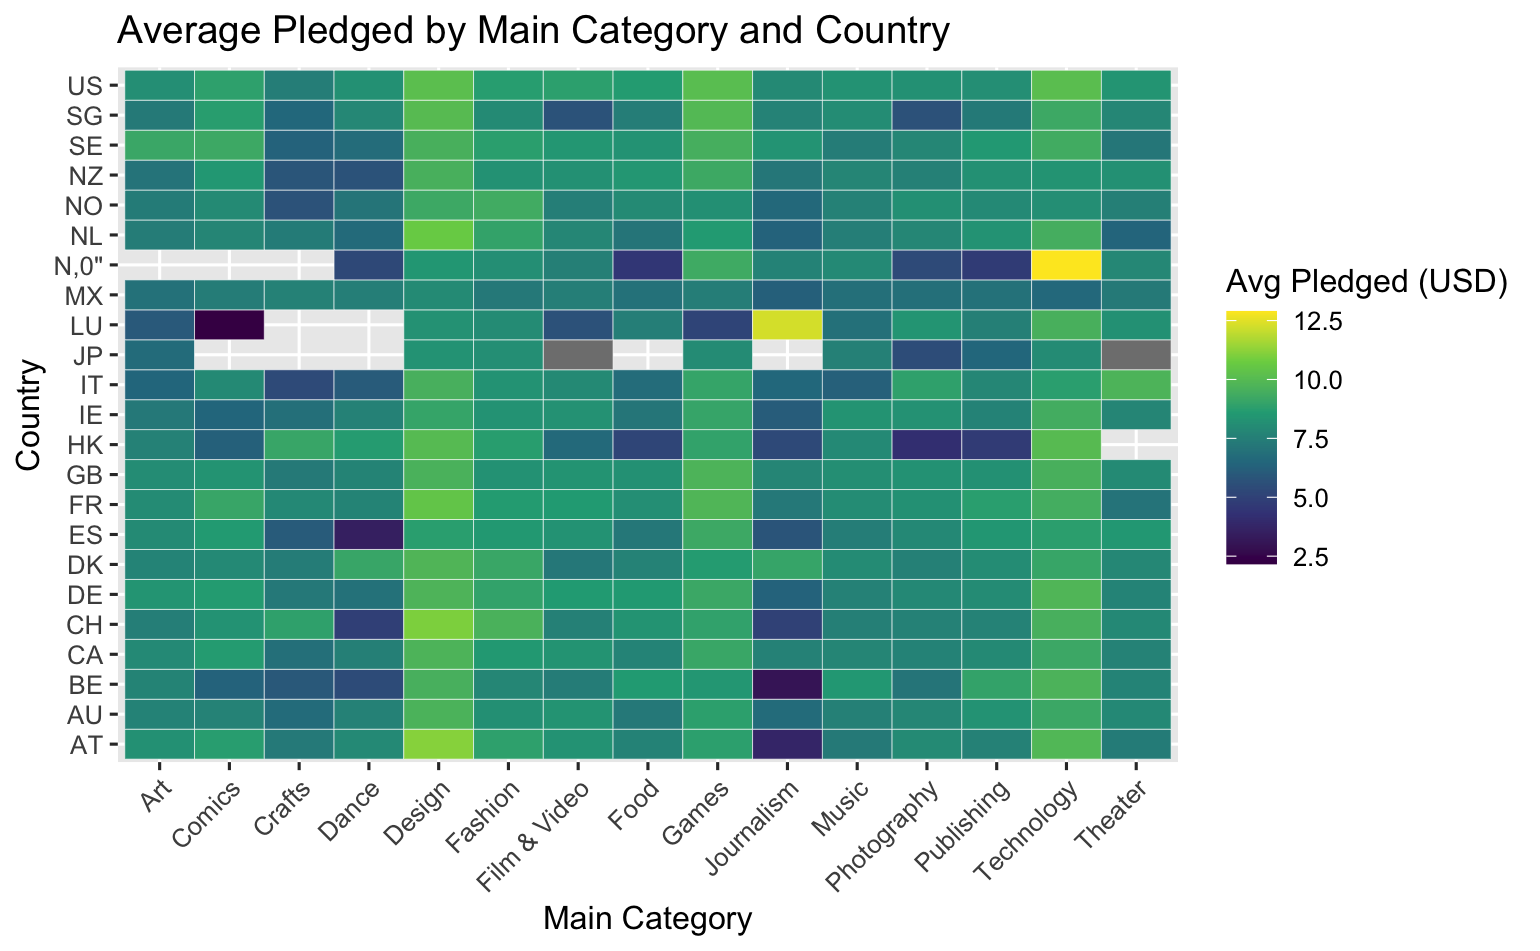 Average Pledged by Main Category and Country
US
SG
SE
NZ
NO
NL
N,0"
MX
LU
JP
IT
IE
HK
GB
FR
ES
DK
DE
CH
CA
BE
AU
AT
Country
Art
Comics
Crafts
Dance
Design
Fashion
Film & Video
Food
Games
Journalism
Music
Photography
Publishing
Technology
Theater
Main Category
Avg Pledged (USD)
12.5
10.0
7.5
5.0
2.5